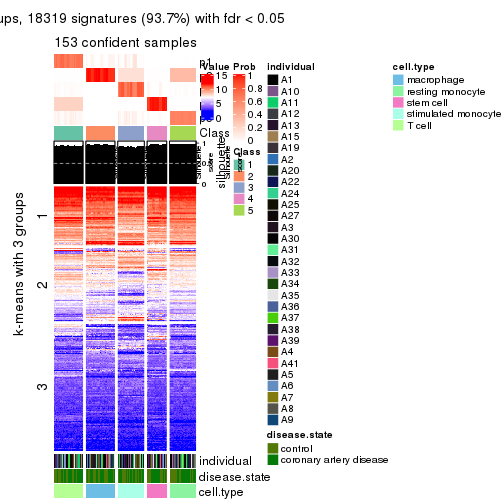 ups, 18319 signatures (93.7%) with fdr < 0.05
153 confident samples
Value
15
10
5
0
Prob
1
0.8
0.6
0.4
0.2
0
Class
Class
1
2
3
4
5
silhouette
1
0
k-means with 3 groups
1
2
3
individual
disease.state
cell.type
individual
A1
A10
A11
A12
A13
A15
A19
A2
A20
A22
A24
A25
A27
A3
A30
A31
A32
A33
A34
A35
A36
A37
A38
A39
A4
A41
A5
A6
A7
A8
A9
disease.state
control
coronary artery disease
cell.type
macrophage
resting monocyte
stem cell
stimulated monocyte
T cell